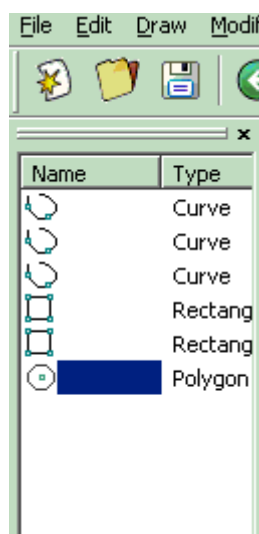 File Edit Draw Modif
x
Name Type
Curve
Curve
Curve
Rectang
Rectang
Polygon